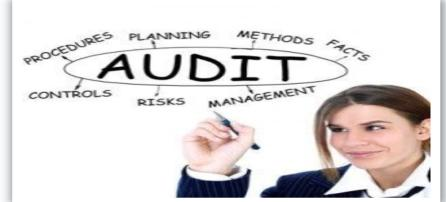 PROCEDURES PLANNING METHODS FACTS
AUDIT
CONTROLS RISKS MANAGEMENT